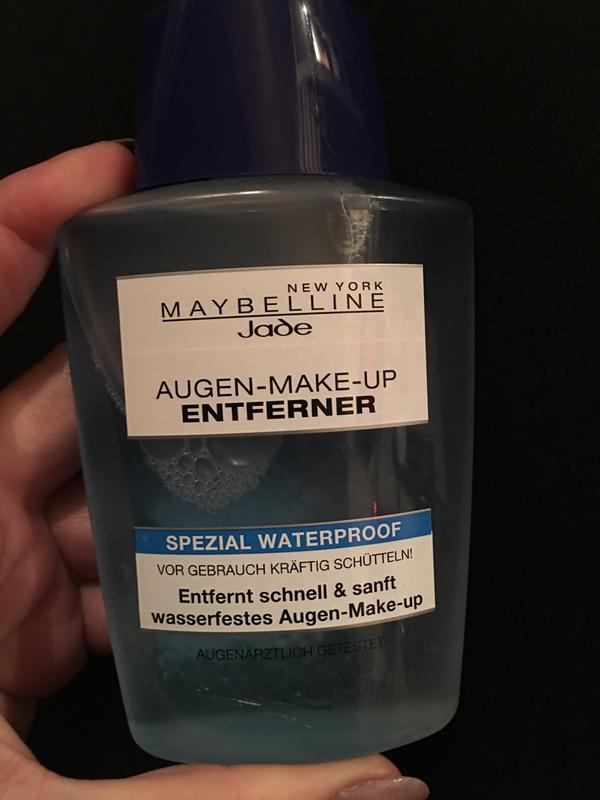 NEW YORK
MAYBELLINE
Jade
AUGEN-MAKE-UP
ENTFERNER
SPEZIAL WATERPROOF
VOR GEBRAUCH KRÄFTIG SCHÜTTELN!
Entfernt schnell & sanft
wasserfestes Augen-Make-up
AUGENÄRZTLICH GETESTET